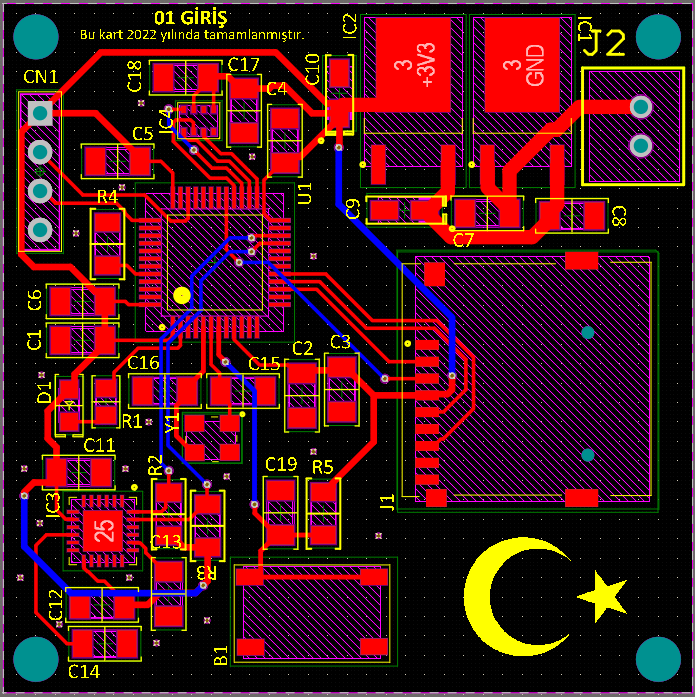 01 GİRİŞ
Bu kart 2022 yılında tamamlanmıştır.
C2
IC1
J2
CN1
C18
C17
C10
C4
3
+3V3
3
GND
IC4
C5
U1
R4
C9
C7
C8
C6
C1
D1
R1
C16
Y1
C15
C2
C3
J1
C11
IC3
25
R2
C13
R3
C19
R5
C12
C14
B1